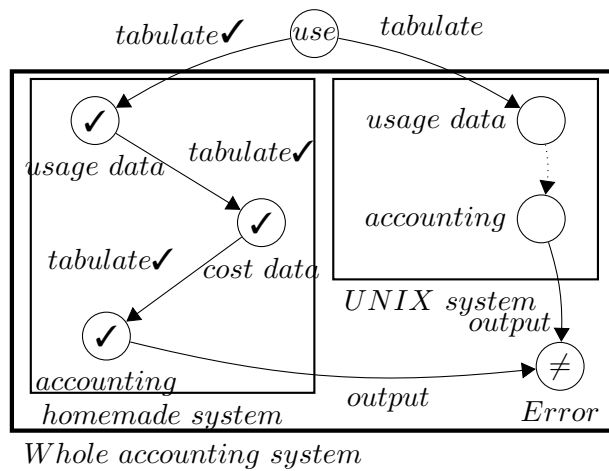 tabulate✓ use tabulate
✓ usage data
usage data tabulate✓
✓ accounting
tabulate✓ cost data
UNIX system
✓ output
accounting ≠
output
homemade system Error
Whole accounting system